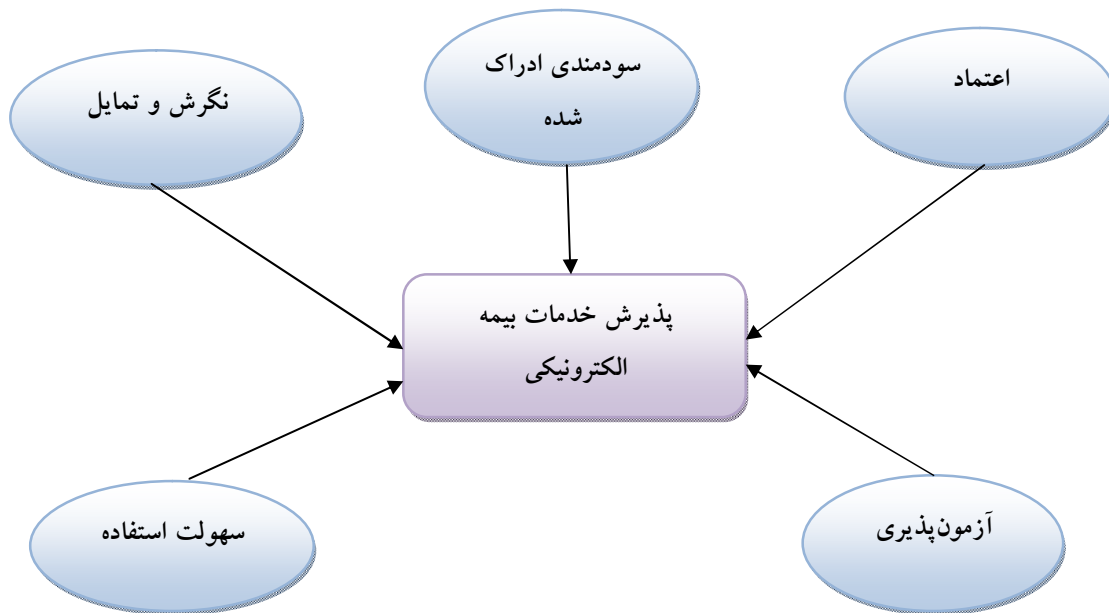 اعتماد
سودمندی ادراک
شده
نگرش و تمایل
پذیرش خدمات بیمه
الکترونیکی
آزمون‌پذیری
سهولت استفاده